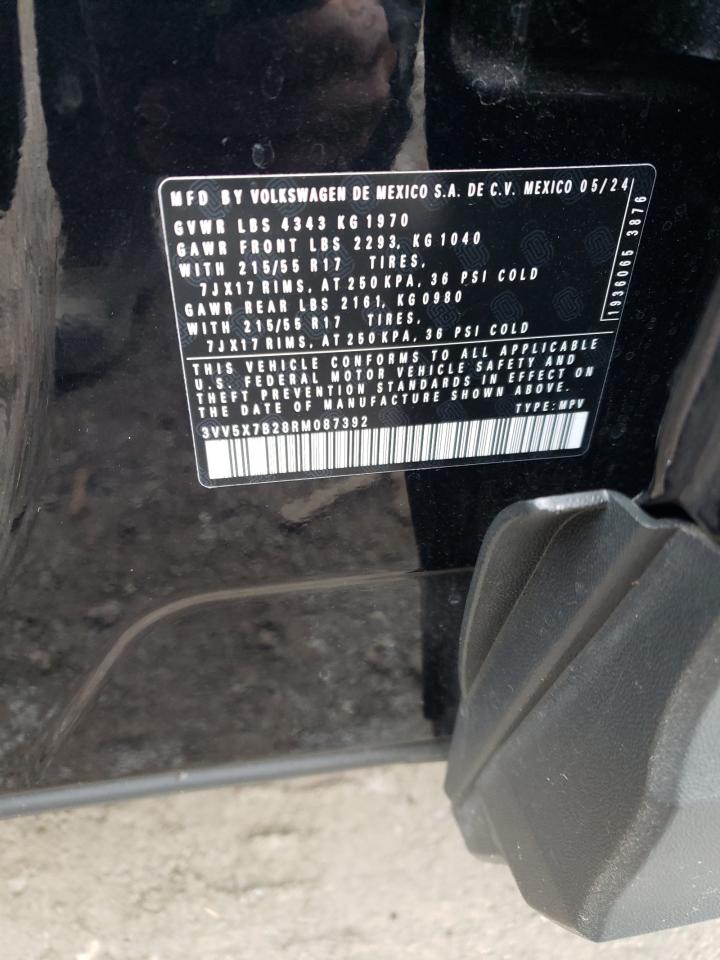 MFD BY VOLKSWAGEN DE MEXICO S.A. DE C.V. MEXICO 05/24
GVWR LBS 4343 KG 1970
GAWR FRONT LBS 2293, KG 1040
WITH 215/55 R17 TIRES,
7JX17 RIMS, AT 250 KPA, 36 PSI COLD
GAWR REAR LBS 2161, KG 0980
WITH 215/55 R17 TIRES,
7JX17 RIMS, AT 250 KPA, 36 PSI COLD
1936065 3876
THIS VEHICLE CONFORMS TO ALL APPLICABLE
U.S. FEDERAL MOTOR VEHICLE SAFETY AND
THEFT PREVENTION STANDARDS IN EFFECT ON
THE DATE OF MANUFACTURE SHOWN ABOVE.
3VV5X7B28RM087392 TYPE: MPV